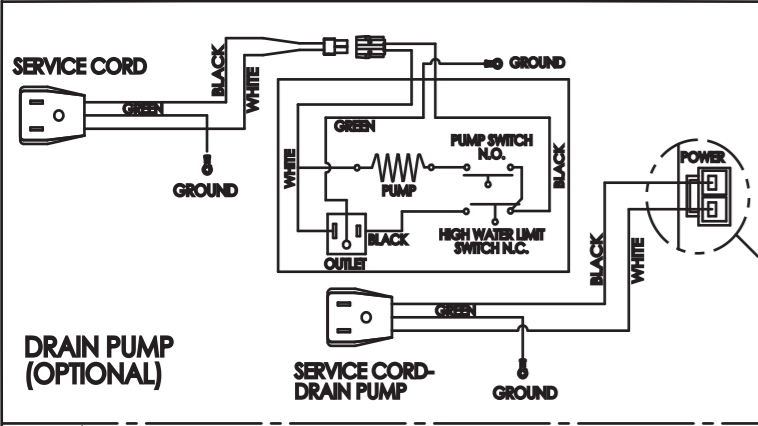 SERVICE CORD
BLACK
WHITE
GREEN
GROUND
GROUND
GREEN
WHITE
PUMP SWITCH
N.O.
PUMP
BLACK
BLACK
HIGH WATER LIMIT
SWITCH N.C.
OUTLET
POWER
BLACK
WHITE
GREEN
DRAIN PUMP
(OPTIONAL)
SERVICE CORD-
DRAIN PUMP
GROUND